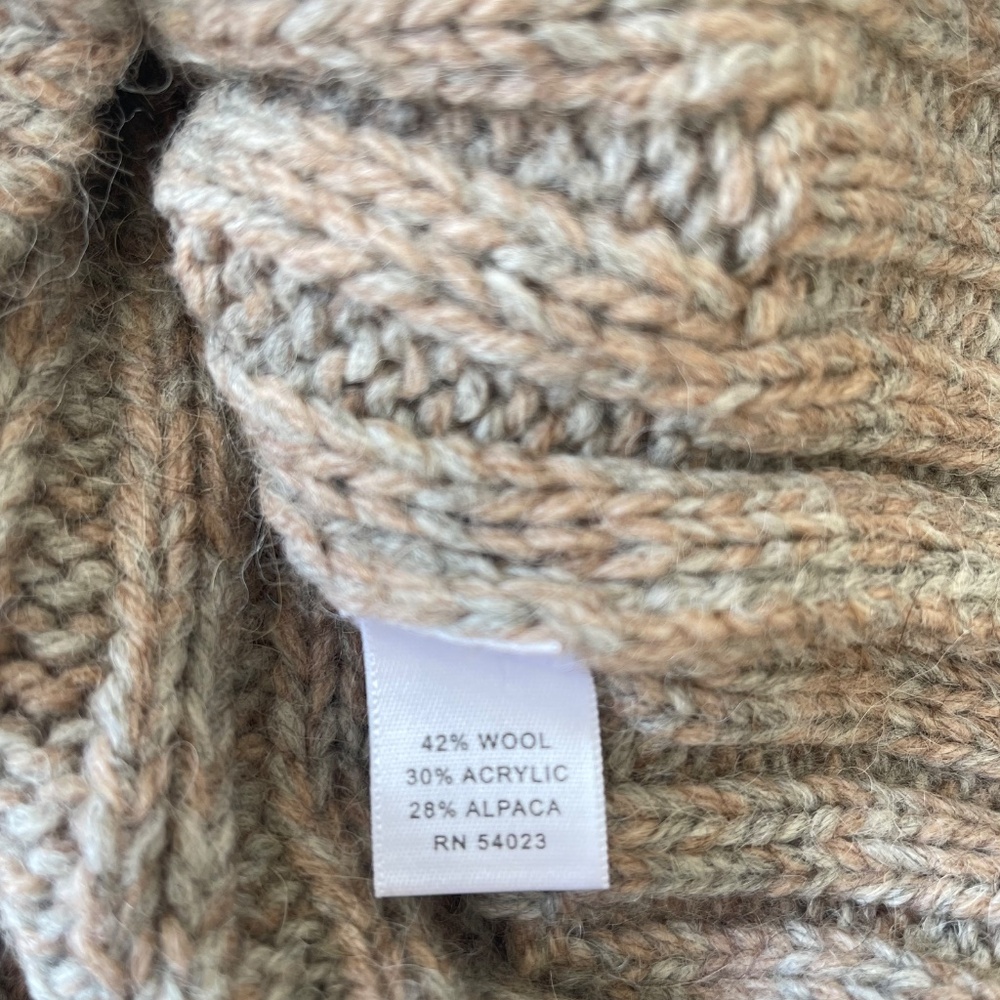 42% WOOL
30% ACRYLIC
28% ALPACA
RN 54023